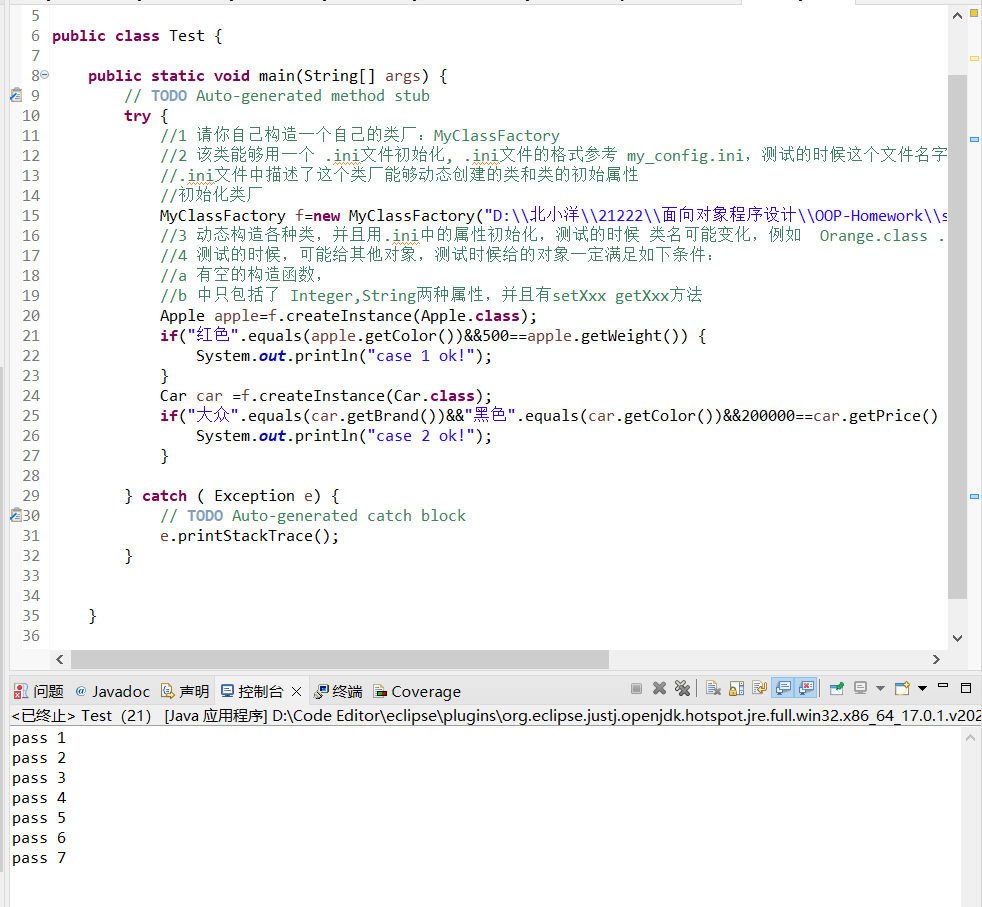 5
6 public class Test {
7
8 public static void main(String[] args) {
9 // TODO Auto-generated method stub
10 try {
11 //1 请你自己构造一个自己的类厂：MyClassFactory
12 //2 该类能够用一个 .ini文件初始化, .ini文件的格式参考 my_config.ini，测试的时候这个文件名字
13 //.ini文件中描述了这个类厂能够动态创建的类和类的初始属性
14 //初始化类厂
15 MyClassFactory f=new MyClassFactory("D:\\北小洋\\21222\\面向对象程序设计\\OOP-Homework\\s
16 //3 动态构造各种类，并且用.ini中的属性初始化，测试的时候 类名可能变化，例如 Orange.class .
17 //4 测试的时候，可能给其他对象，测试时候给的对象一定满足如下条件：
18 //a 有空的构造函数，
19 //b 中只包括了 Integer,String两种属性，并且有setXxx getXxx方法
20 Apple apple=f.createInstance(Apple.class);
21 if("红色".equals(apple.getColor())&&500==apple.getWeight()) {
22 System.out.println("case 1 ok!");
23 }
24 Car car =f.createInstance(Car.class);
25 if("大众".equals(car.getBrand())&&"黑色".equals(car.getColor())&&200000==car.getPrice()
26 System.out.println("case 2 ok!");
27 }
28
29 } catch ( Exception e) {
30 // TODO Auto-generated catch block
31 e.printStackTrace();
32 }
33
34
35 }
36
问题 @ Javadoc 声明 控制台 终端 Coverage
<已终止> Test（21） [Java 应用程序] D:\Code Editor\eclipse\plugins\org.eclipse.justj.openjdk.hotspot.jre.full.win32.x86_64_17.0.1.v202
pass 1
pass 2
pass 3
pass 4
pass 5
pass 6
pass 7